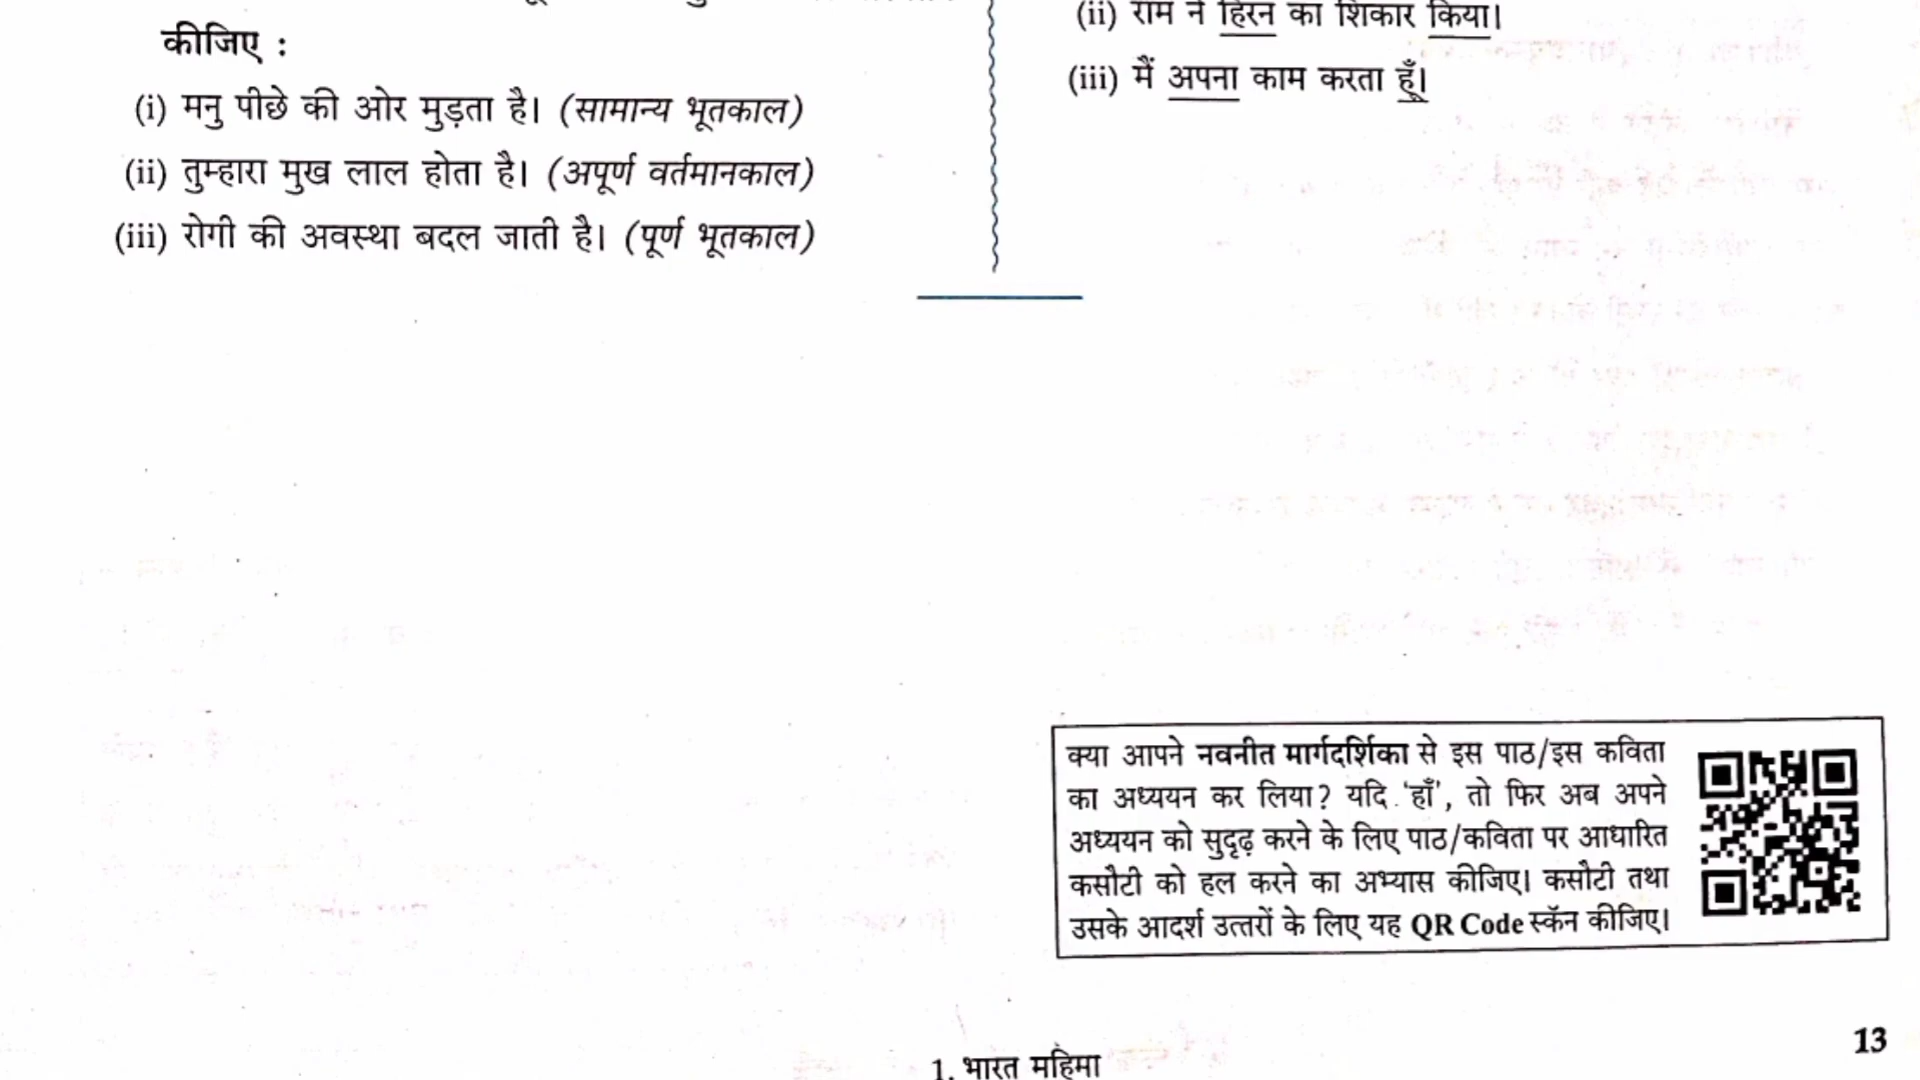 कीजिए :
(i) मनु पीछे की ओर मुड़ता है। (सामान्य भूतकाल)
(ii) तुम्हारा मुख लाल होता है। (अपूर्ण वर्तमानकाल)
(iii) रोगी की अवस्था बदल जाती है। (पूर्ण भूतकाल)
(ii) राम ने हिरन का शिकार किया।
(iii) मैं अपना काम करता हूँ।
क्या आपने नवनीत मार्गदर्शिका से इस पाठ/इस कविता
का अध्ययन कर लिया? यदि 'हाँ', तो फिर अब अपने
अध्ययन को सुदृढ़ करने के लिए पाठ/कविता पर आधारित
कसौटी को हल करने का अभ्यास कीजिए। कसौटी तथा
उसके आदर्श उत्तरों के लिए यह QR Code स्कॅन कीजिए।
13
1. भारत महिमा